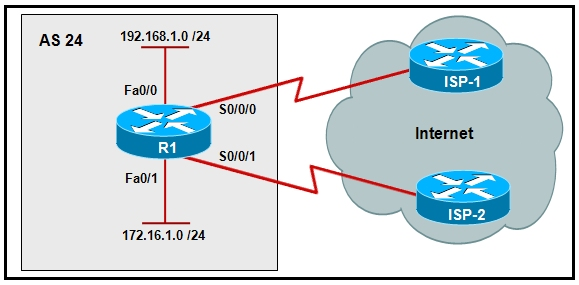 AS 24
192.168.1.0 /24
Fa0/0
S0/0/0
R1
S0/0/1
Fa0/1
172.16.1.0 /24
ISP-1
Internet
ISP-2